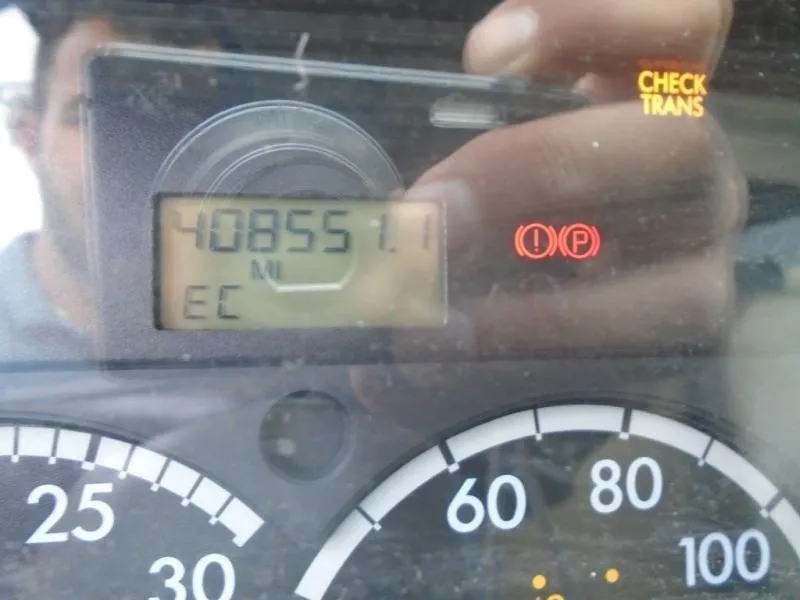 CHECK
TRANS
408551.1
MI
EC
(!) (P)
25
30
60
80
100